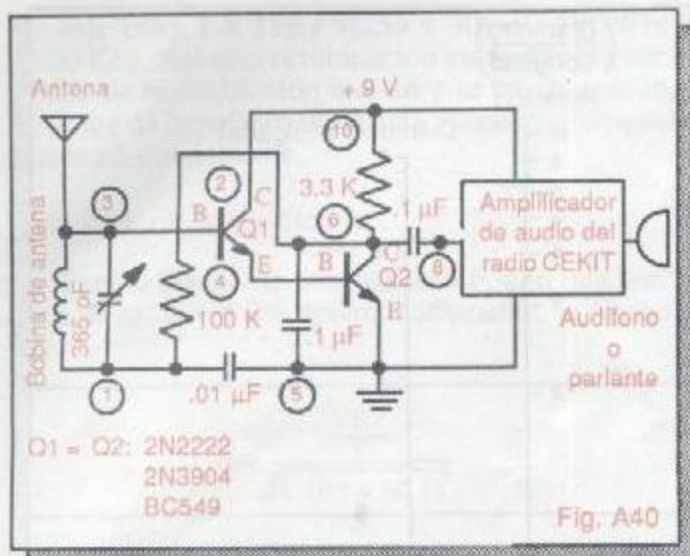 Antena
+ 9 V
10
2
C
3.3 K
.1 µF
Amplificador
de audio del
radio CEKIT
3
B
Q1
6
4
E
B
C
Q2
8
Bobina de antena
365 pF
100 K
.1 µF
E
Audífono
o
parlante
1
.01 µF
5
Q1 = Q2: 2N2222
2N3904
BC549
Fig. A40